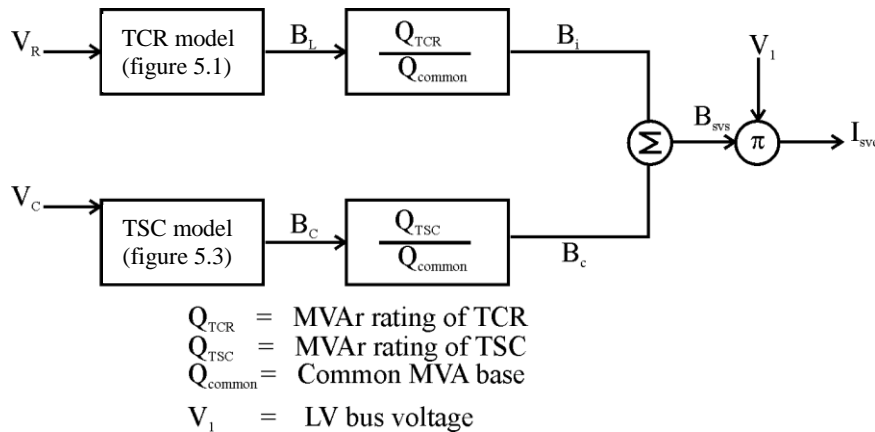 V_R
TCR model
(figure 5.1)
B_L
Q_TCR
Q_common
B_i
V_1
Σ
B_svs
π
I_svc
V_C
TSC model
(figure 5.3)
B_C
Q_TSC
Q_common
B_c
Q_TCR = MVAr rating of TCR
Q_TSC = MVAr rating of TSC
Q_common = Common MVA base
V_1 = LV bus voltage